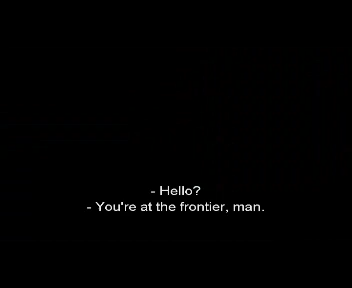 - Hello?
- You're at the frontier, man.